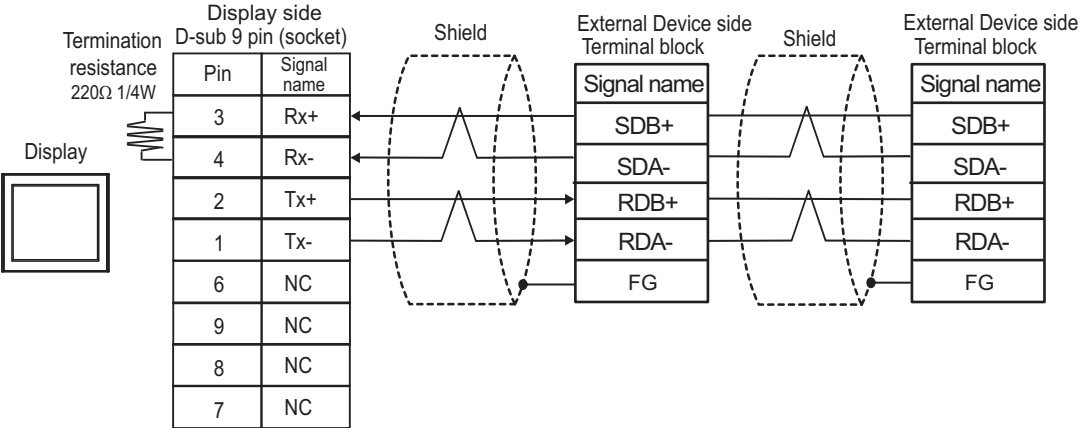 Display side
D-sub 9 pin (socket)
Termination
resistance
220Ω 1/4W
Display
Pin Signal name
3 Rx+
4 Rx-
2 Tx+
1 Tx-
6 NC
9 NC
8 NC
7 NC
Shield
External Device side
Terminal block
Signal name
SDB+
SDA-
RDB+
RDA-
FG
Shield
External Device side
Terminal block
Signal name
SDB+
SDA-
RDB+
RDA-
FG